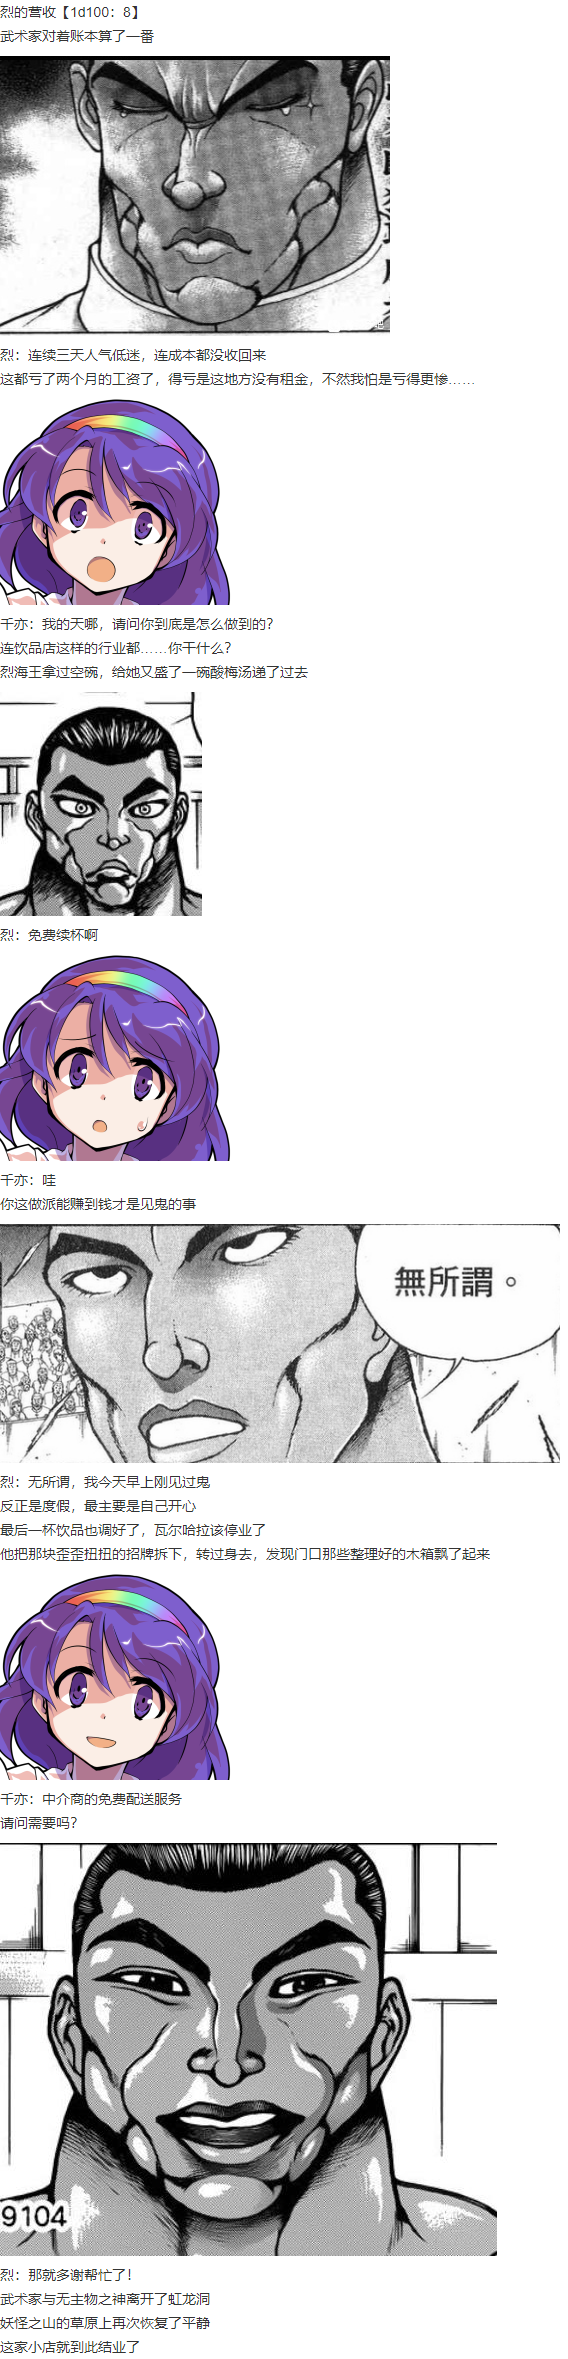 烈的营收【1d100：8】
武术家对着账本算了一番
烈：连续三天人气低迷，连成本都没收回来
这都亏了两个月的工资了，得亏是这地方没有租金，不然我怕是亏得更惨……
千亦：我的天哪，请问你到底是怎么做到的？
连饮品店这样的行业都……你干什么？
烈海王拿过空碗，给她又盛了一碗酸梅汤递了过去
烈：免费续杯啊
千亦：哇
你这做派能赚到钱才是见鬼的事
無所謂。
烈：无所谓，我今天早上刚见过鬼
反正是度假，最主要是自己开心
最后一杯饮品也调好了，瓦尔哈拉该停业了
他把那块歪歪扭扭的招牌拆下，转过身去，发现门口那些整理好的木箱飘了起来
千亦：中介商的免费配送服务
请问需要吗？
9104
烈：那就多谢帮忙了！
武术家与无主物之神离开了虹龙洞
妖怪之山的草原上再次恢复了平静
这家小店就到此结业了